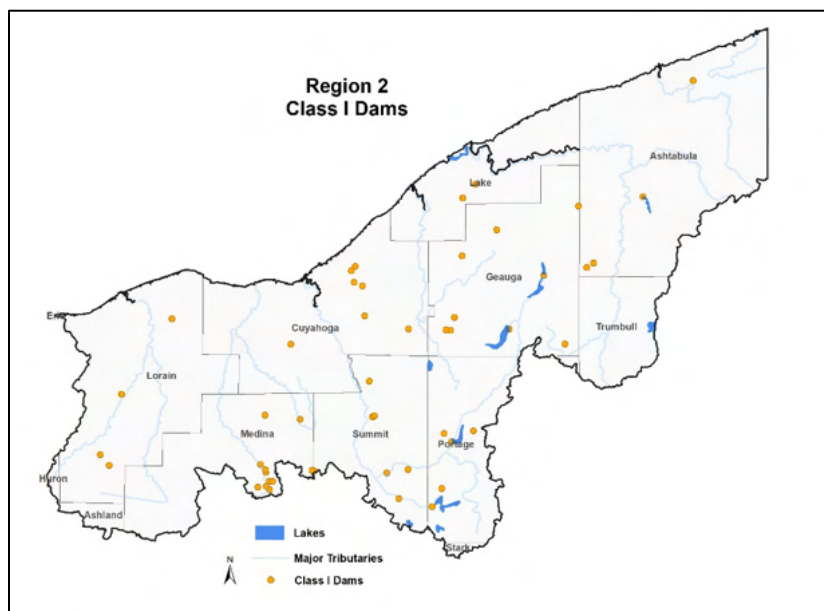 Region 2
Class I Dams
Ashtabula
Lake
Geauga
Trumbull
Cuyahoga
Lorain
Medina
Summit
Portage
Huron
Ashland
Stark
Lakes
N
Major Tributaries
Class I Dams